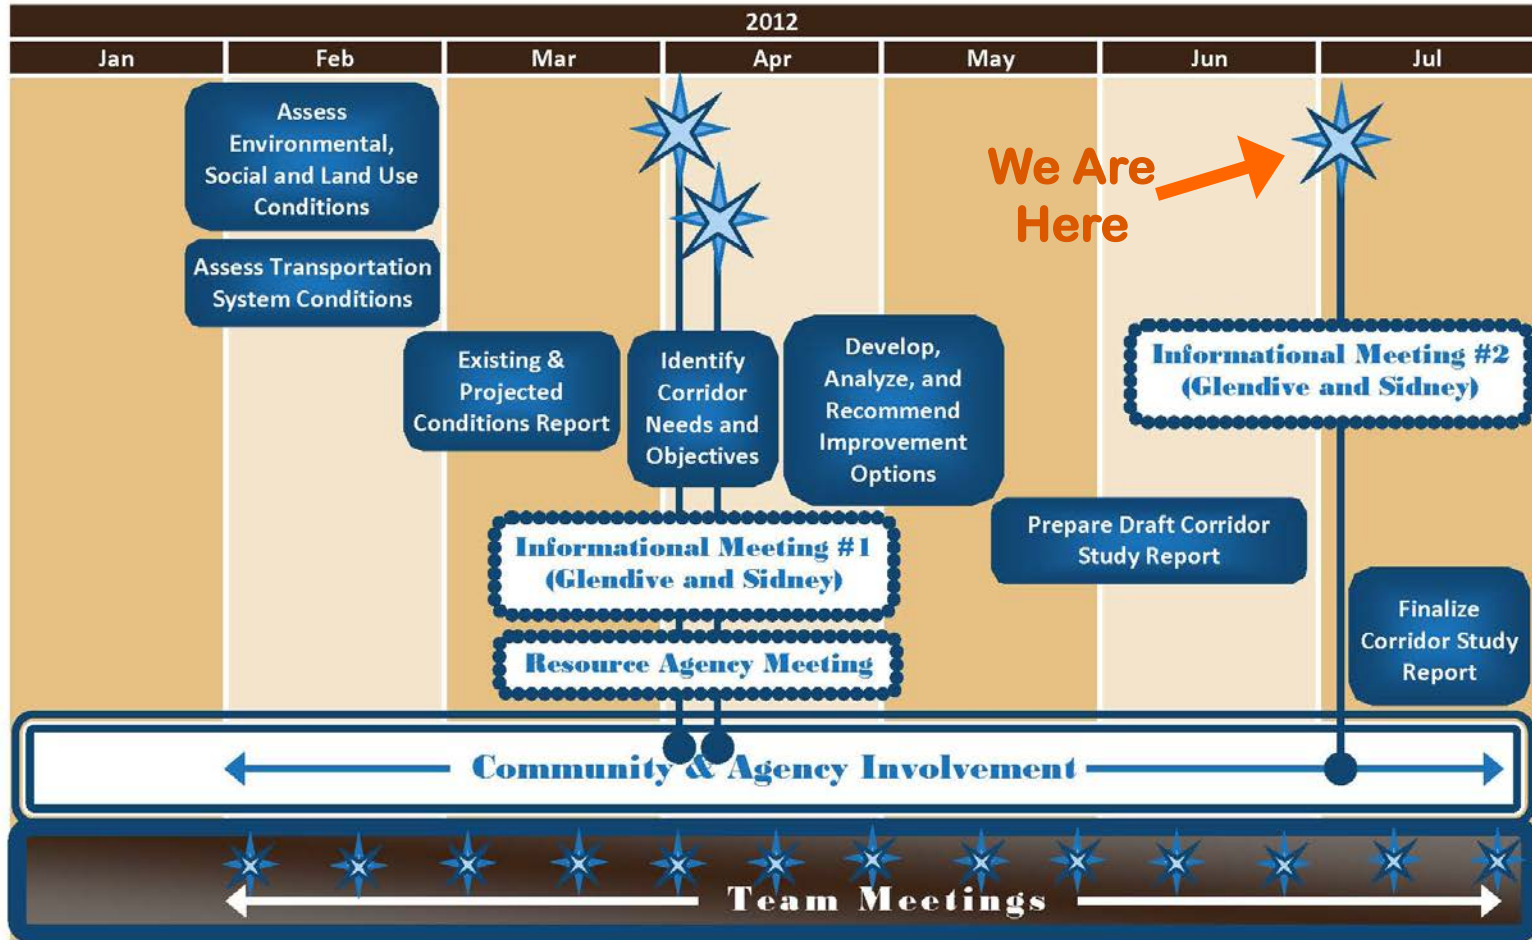 2012
Jan Feb Mar Apr May Jun Jul
Assess
Environmental,
Social and Land Use
Conditions
Assess Transportation
System Conditions
Existing &
Projected
Conditions Report
Identify
Corridor
Needs and
Objectives
Develop,
Analyze, and
Recommend
Improvement
Options
We Are
Here
Informational Meeting #2
(Glendive and Sidney)
Informational Meeting #1
(Glendive and Sidney)
Resource Agency Meeting
Prepare Draft Corridor
Study Report
Finalize
Corridor Study
Report
Community & Agency Involvement
Team Meetings